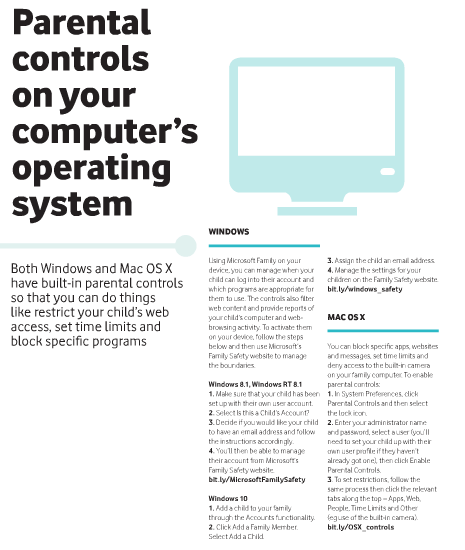 Parental
controls
on your
computer's
operating
system
Both Windows and Mac OS X
have built-in parental controls
so that you can do things
like restrict your child's web
access, set time limits and
block specific programs
WINDOWS
Using Microsoft Family on your
device, you can manage when your
child can log into their account and
which programs are appropriate for
them to use. The controls also filter
web content and provide reports of
your child's computer and web-
browsing activity. To activate them
on your device, follow the steps
below and then use Microsoft's
Family Safety website to manage
the boundaries.
Windows 8.1, Windows RT 8.1
1. Make sure that your child has been
set up with their own user account.
2. Select Is this a Child's Account?
3. Decide if you would like your child
to have an email address and follow
the instructions accordingly.
4. You'll then be able to manage
their account from Microsoft's
Family Safety website.
bit.ly/MicrosoftFamilySafety
Windows 10
1. Add a child to your family
through the Accounts functionality.
2. Click Add a Family Member.
Select Add a Child.
3. Assign the child an email address.
4. Manage the settings for your
children on the Family Safety website.
bit.ly/windows_safety
MAC OS X
You can block specific apps, websites
and messages, set time limits and
deny access to the built-in camera
on your family computer. To enable
parental controls:
1. In System Preferences, click
Parental Controls and then select
the lock icon.
2. Enter your administrator name
and password, select a user (you'll
need to set your child up with their
own user profile if they haven't
already got one), then click Enable
Parental Controls.
3. To set restrictions, follow the
same process then click the relevant
tabs along the top – Apps, Web,
People, Time Limits and Other
(eg use of the built-in camera).
bit.ly/OSX_controls